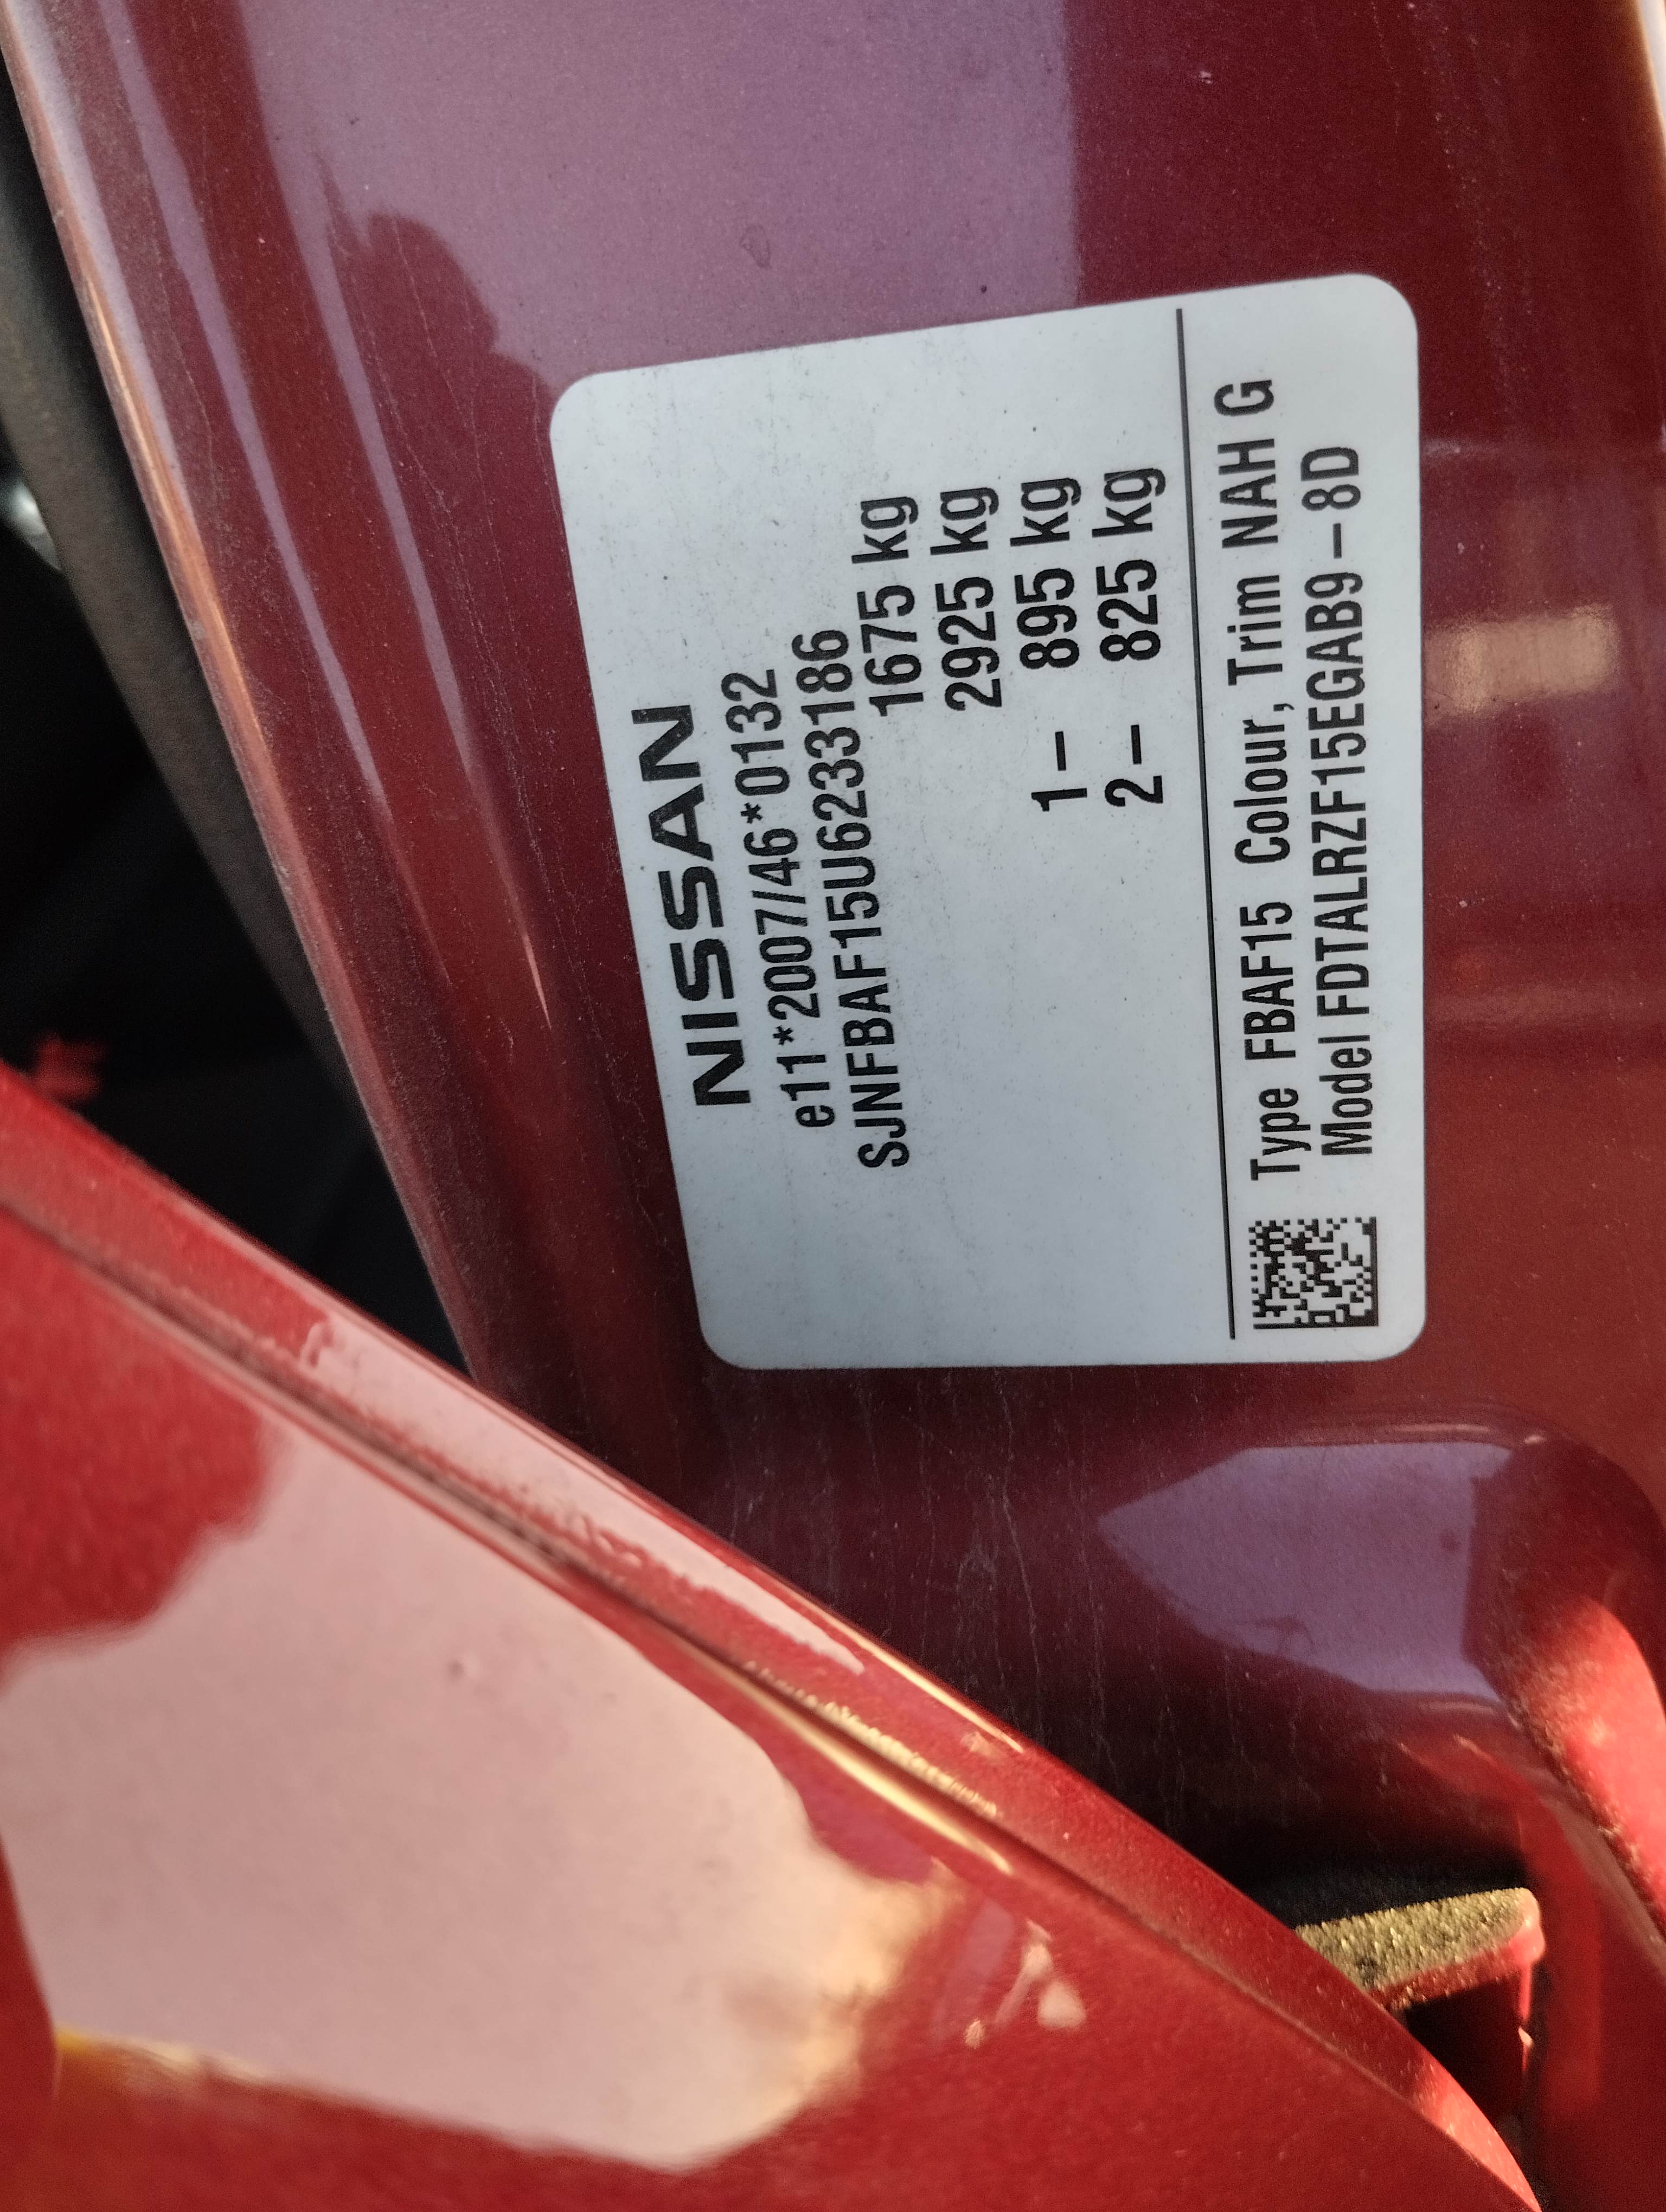 NISSAN
e11*2007/46*0132
SJNFBAF15U6233186
1675 kg
2925 kg
1– 895 kg
2– 825 kg
Type FBAF15 Colour, Trim NAH G
Model FDTALRZF15EGAB9–8D